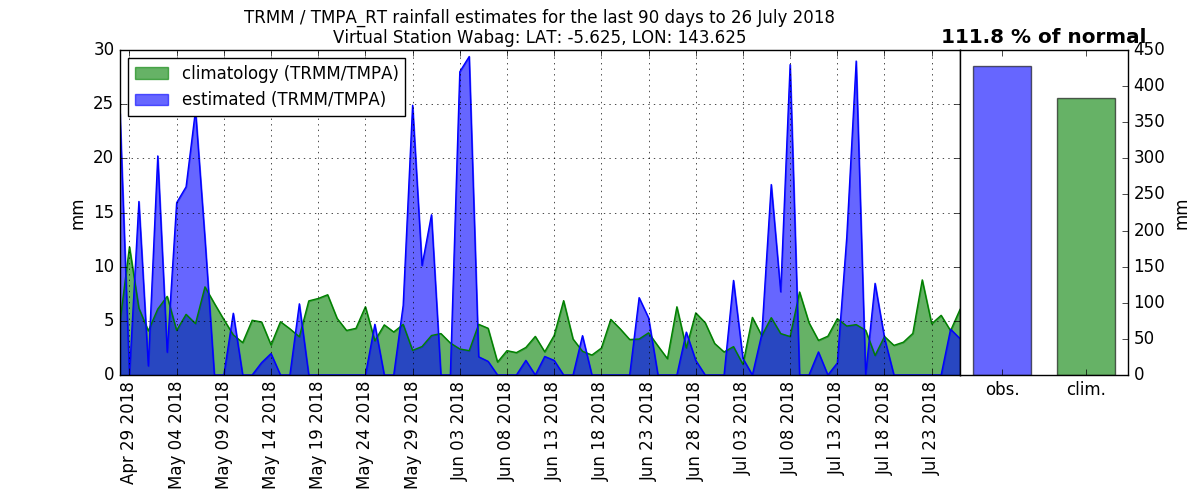 TRMM / TMPA_RT rainfall estimates for the last 90 days to 26 July 2018
Virtual Station Wabag: LAT: -5.625, LON: 143.625
111.8 % of normal
climatology (TRMM/TMPA)
estimated (TRMM/TMPA)
mm
30
25
20
15
10
5
0
Apr 29 2018
May 04 2018
May 09 2018
May 14 2018
May 19 2018
May 24 2018
May 29 2018
Jun 03 2018
Jun 08 2018
Jun 13 2018
Jun 18 2018
Jun 23 2018
Jun 28 2018
Jul 03 2018
Jul 08 2018
Jul 13 2018
Jul 18 2018
Jul 23 2018
obs.
clim.
450
400
350
300
250
200
150
100
50
0
mm